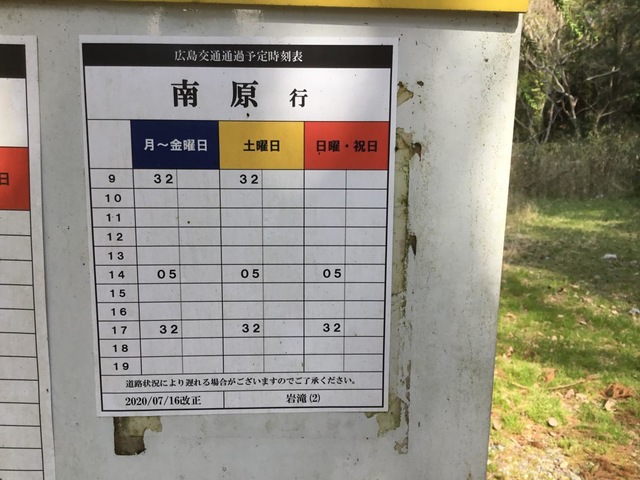 広島交通通過予定時刻表
南原 行
月～金曜日 土曜日 日曜・祝日
9 32 32
10
11
12
13
14 05 05 05
15
16
17 32 32 32
18
19
道路状況により遅れる場合がございますのでご了承ください。
2020/07/16改正 岩滝(2)
日